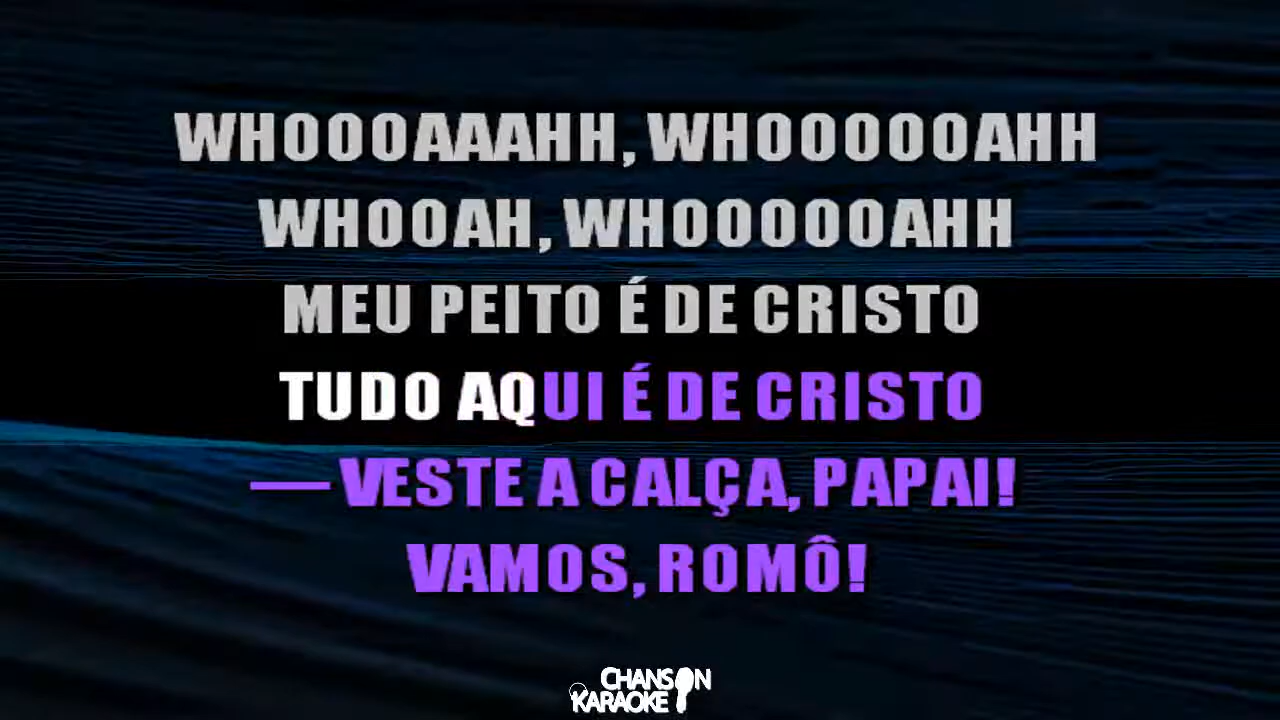 WHOOOAAAHH, WHOOOOOAHH
WHOOAH, WHOOOOOAHH
MEU PEITO É DE CRISTO
TUDO AQUI É DE CRISTO
— VESTE A CALÇA, PAPAI!
VAMOS, ROMÔ!
CHANSON
KARAOKE